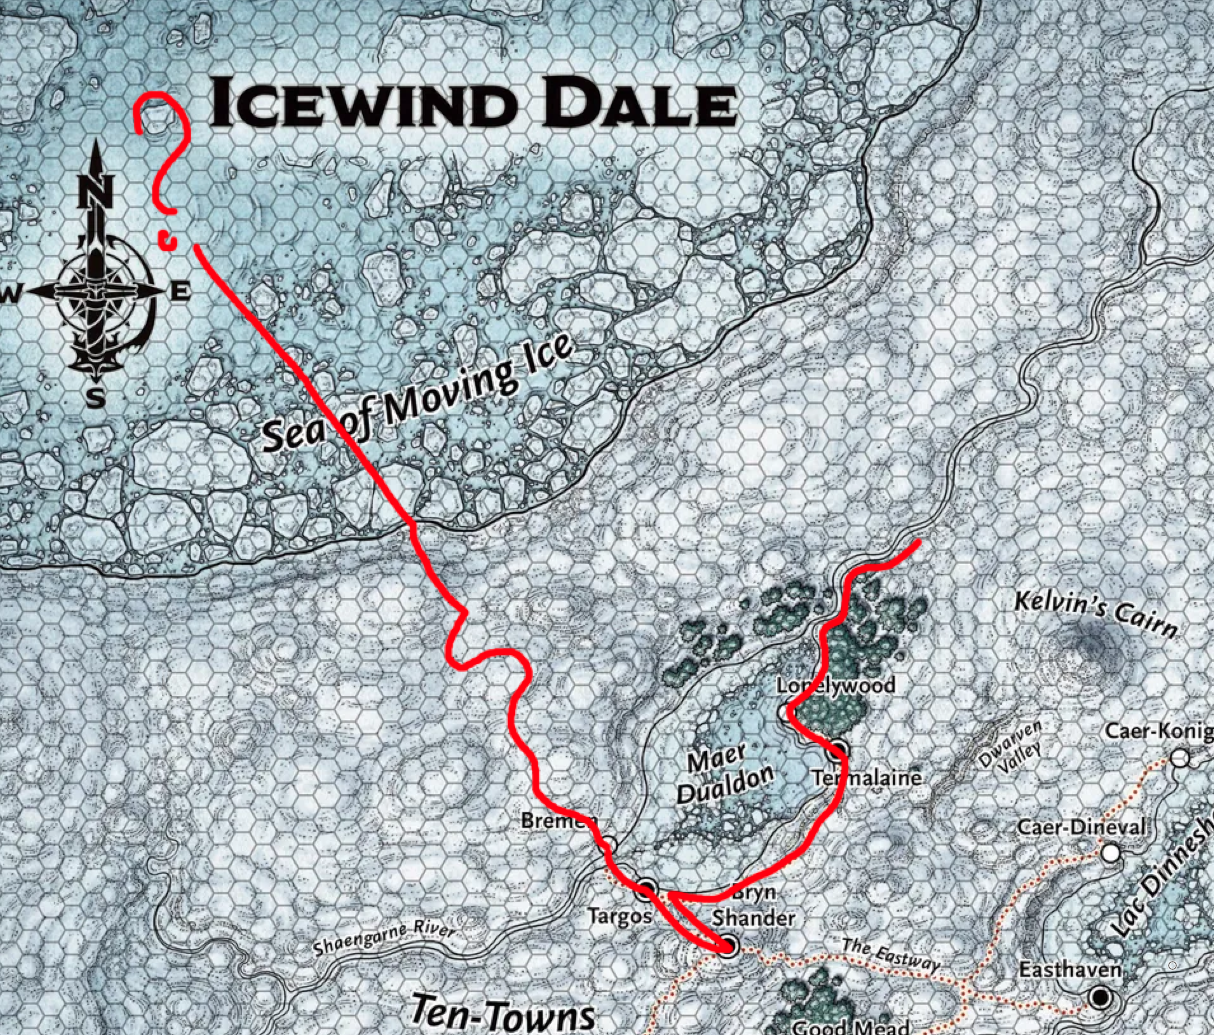 Icewind Dale
?
N
W
E
S
Sea of Moving Ice
Kelvin's Cairn
Lonelywood
Dwarven
Valley
Caer-Konig
Maer
Dualdon
Termalaine
Bremen
Caer-Dineval
Lac Dinneshe
Bryn
Shander
Targos
Shaengarne River
The Eastway
Easthaven
Ten-Towns
Good Mead